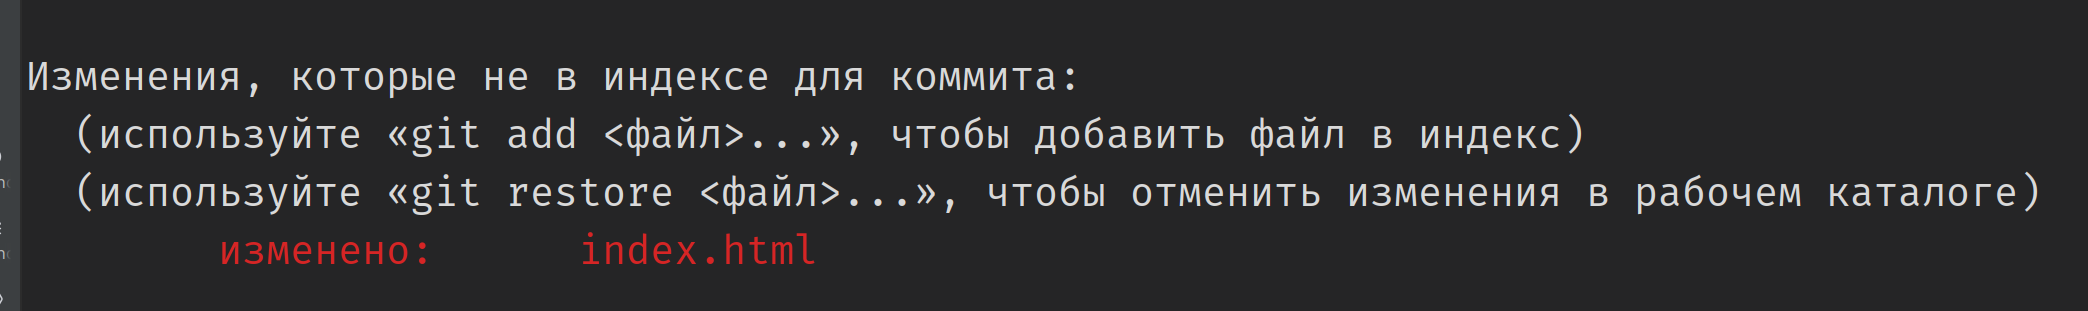 Изменения, которые не в индексе для коммита:
(используйте «git add <файл>...», чтобы добавить файл в индекс)
(используйте «git restore <файл>...», чтобы отменить изменения в рабочем каталоге)
изменено: index.html